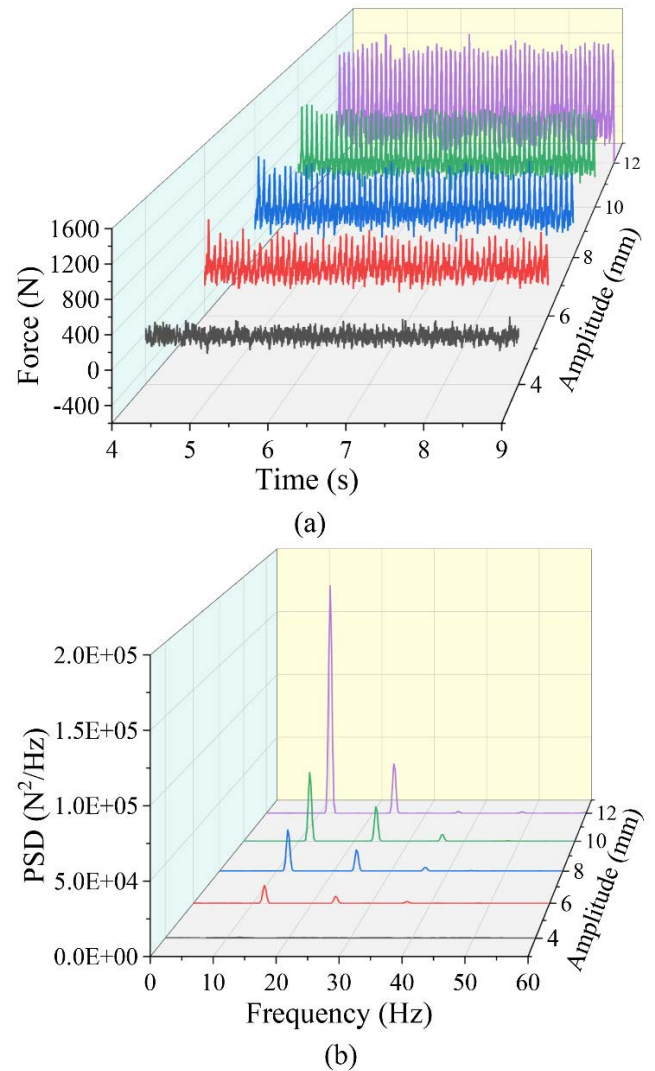 1600
1200
800
400
0
-400
Force (N)
4 5 6 7 8 9
Time (s)
4
6
8
10
12
Amplitude (mm)
(a)
2.0E+05
1.5E+05
1.0E+05
5.0E+04
0.0E+00
PSD (N²/Hz)
0 10 20 30 40 50 60
Frequency (Hz)
12
10
8
6
4
Amplitude (mm)
(b)